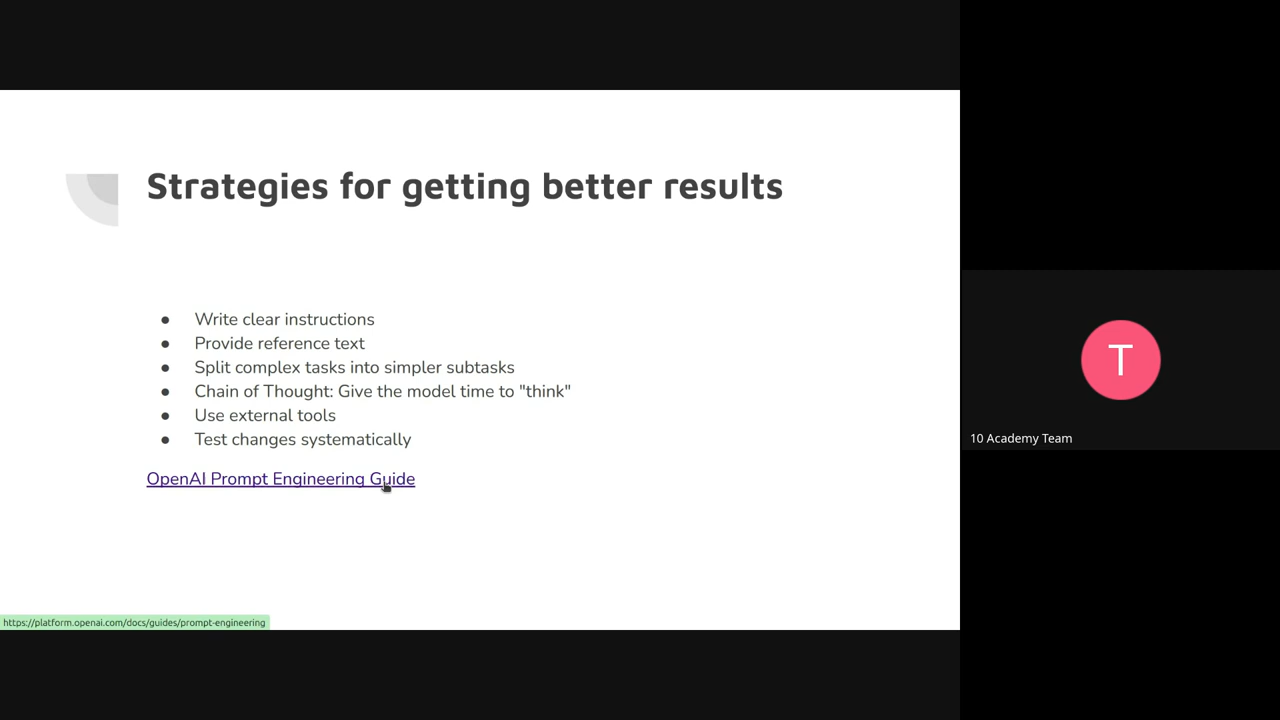 Strategies for getting better results
● Write clear instructions
● Provide reference text
● Split complex tasks into simpler subtasks
● Chain of Thought: Give the model time to "think"
● Use external tools
● Test changes systematically
OpenAI Prompt Engineering Guide
https://platform.openai.com/docs/guides/prompt-engineering
T
10 Academy Team